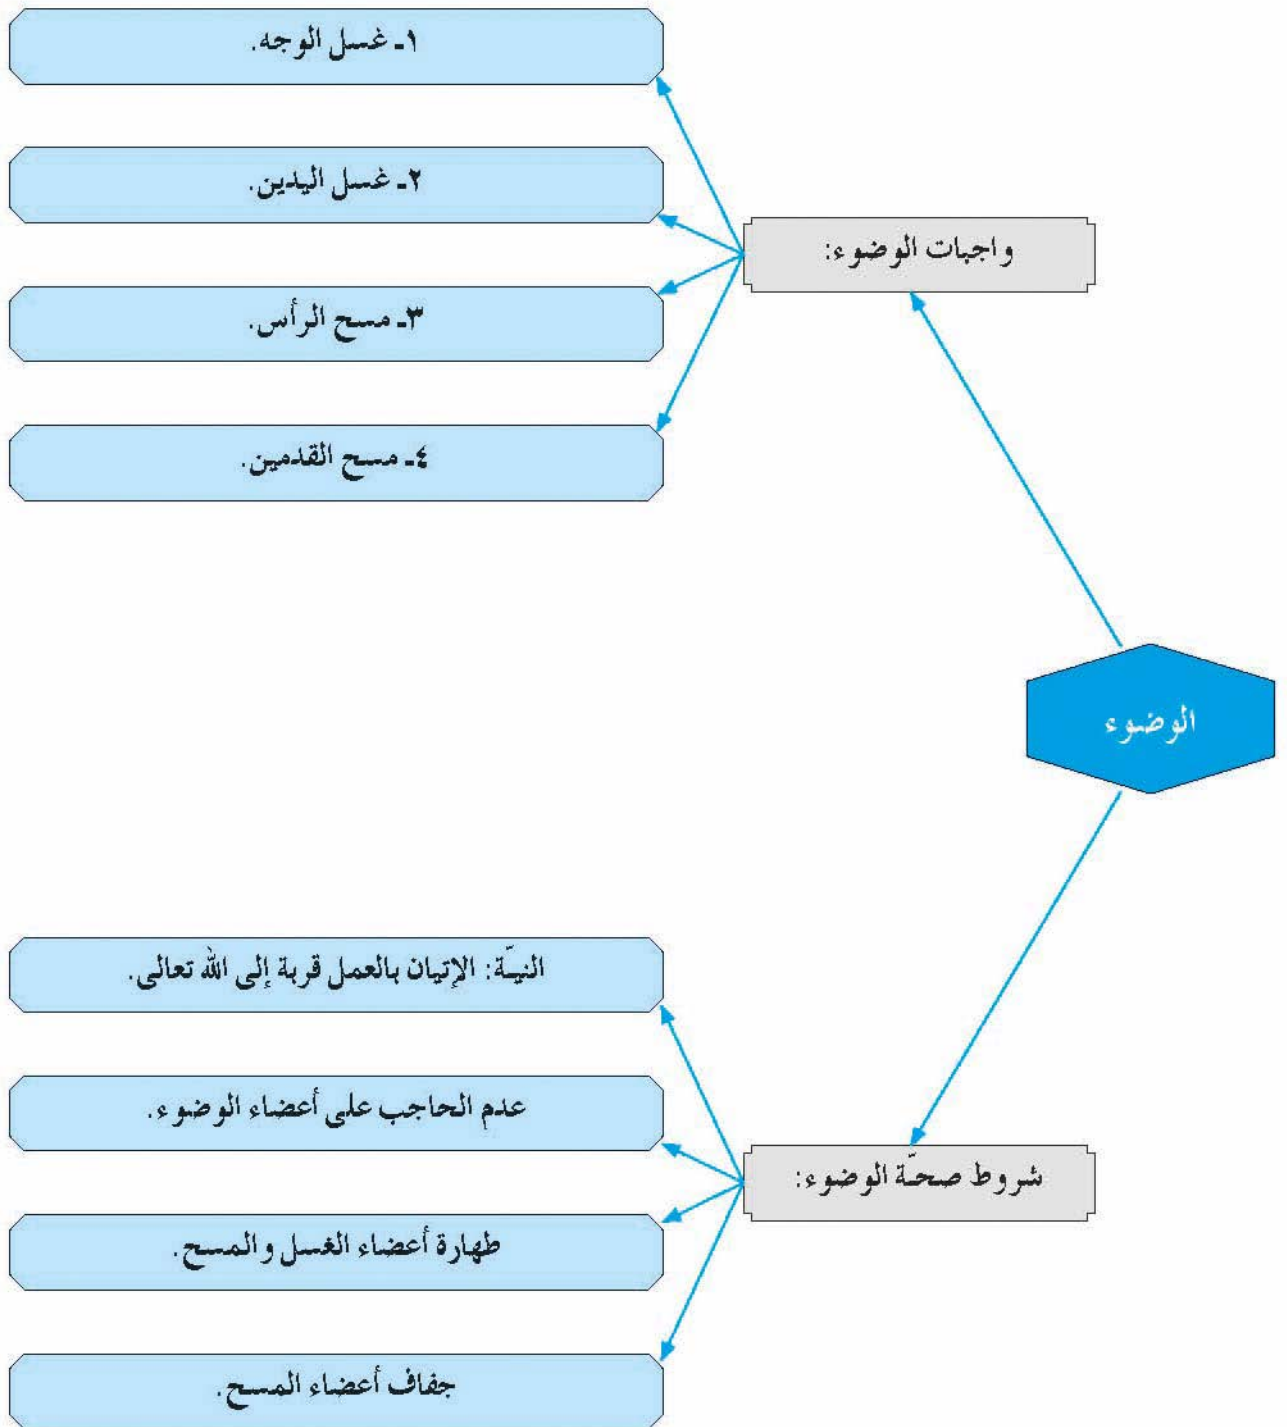 الوضوء
واجبات الوضوء:
١ـ غسل الوجه.
٢ـ غسل اليدين.
٣ـ مسح الرأس.
٤ـ مسح القدمين.
شروط صحّة الوضوء:
النيّة: الإتيان بالعمل قربة إلى الله تعالى.
عدم الحاجب على أعضاء الوضوء.
طهارة أعضاء الغسل والمسح.
جفاف أعضاء المسح.